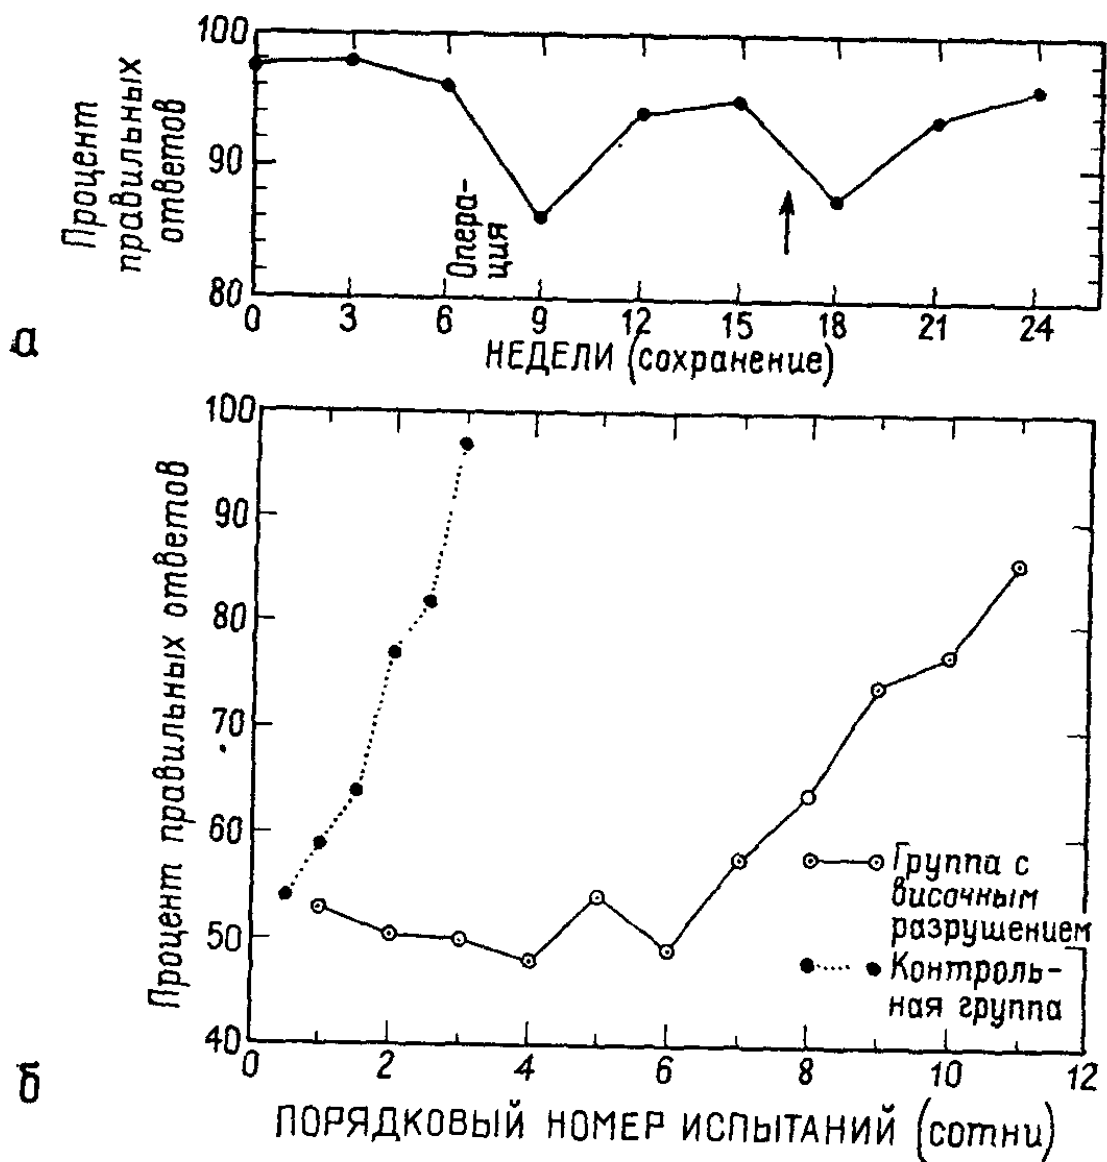 100
90
80
Процент
правильных
ответов
Опера-
ция
0 3 6 9 12 15 18 21 24
НЕДЕЛИ (сохранение)
а
100
90
80
70
60
50
40
Процент правильных ответов
Группа с
височным
разрушением
Контроль-
ная группа
0 2 4 6 8 10 12
ПОРЯДКОВЫЙ НОМЕР ИСПЫТАНИЙ (сотни)
б